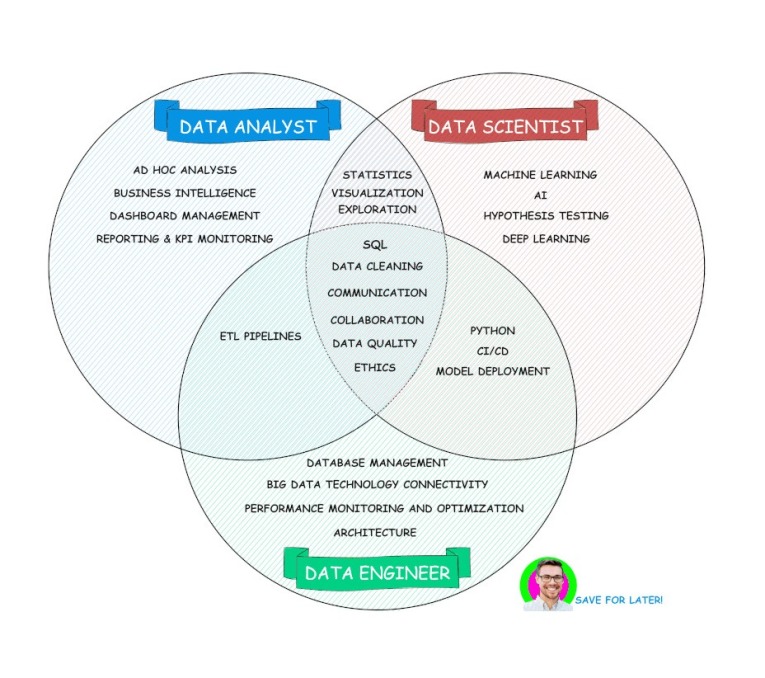 DATA ANALYST
AD HOC ANALYSIS
BUSINESS INTELLIGENCE
DASHBOARD MANAGEMENT
REPORTING & KPI MONITORING
STATISTICS
VISUALIZATION
EXPLORATION
DATA SCIENTIST
MACHINE LEARNING
AI
HYPOTHESIS TESTING
DEEP LEARNING
SQL
DATA CLEANING
COMMUNICATION
COLLABORATION
DATA QUALITY
ETHICS
ETL PIPELINES
PYTHON
CI/CD
MODEL DEPLOYMENT
DATABASE MANAGEMENT
BIG DATA TECHNOLOGY CONNECTIVITY
PERFORMANCE MONITORING AND OPTIMIZATION
ARCHITECTURE
DATA ENGINEER
SAVE FOR LATER!